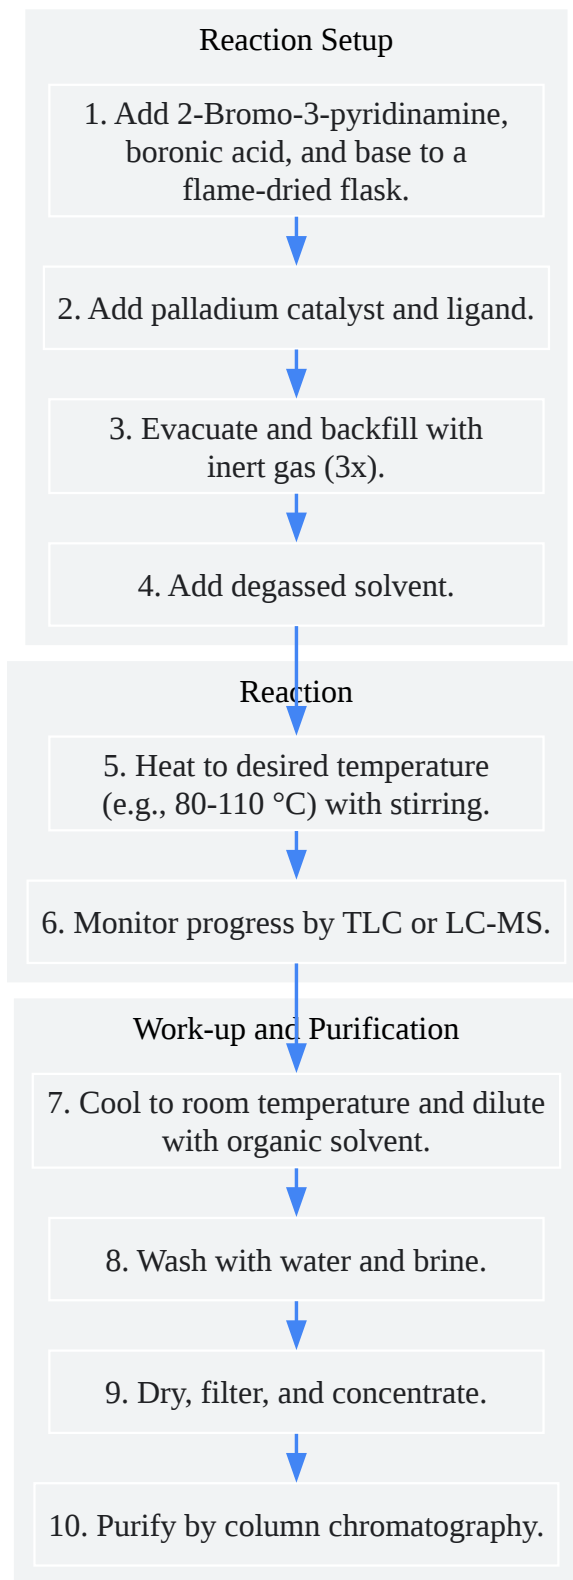 Reaction Setup
1. Add 2-Bromo-3-pyridinamine,
boronic acid, and base to a
flame-dried flask.
2. Add palladium catalyst and ligand.
3. Evacuate and backfill with
inert gas (3x).
4. Add degassed solvent.
Reaction
5. Heat to desired temperature
(e.g., 80-110 °C) with stirring.
6. Monitor progress by TLC or LC-MS.
Work-up and Purification
7. Cool to room temperature and dilute
with organic solvent.
8. Wash with water and brine.
9. Dry, filter, and concentrate.
10. Purify by column chromatography.